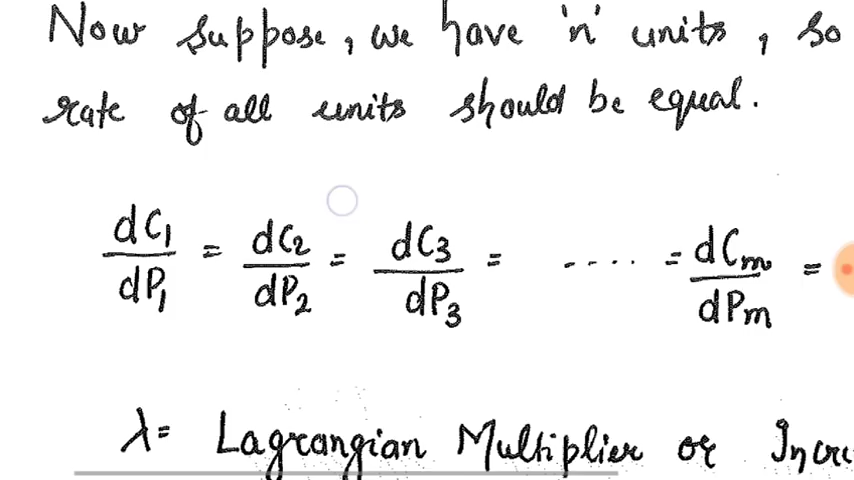 Now suppose, we have 'n' units, so
rate of all units should be equal.
dC1/dP1 = dC2/dP2 = dC3/dP3 = ..... = dCm/dPm =
λ= Lagrangian Multiplier or Incre